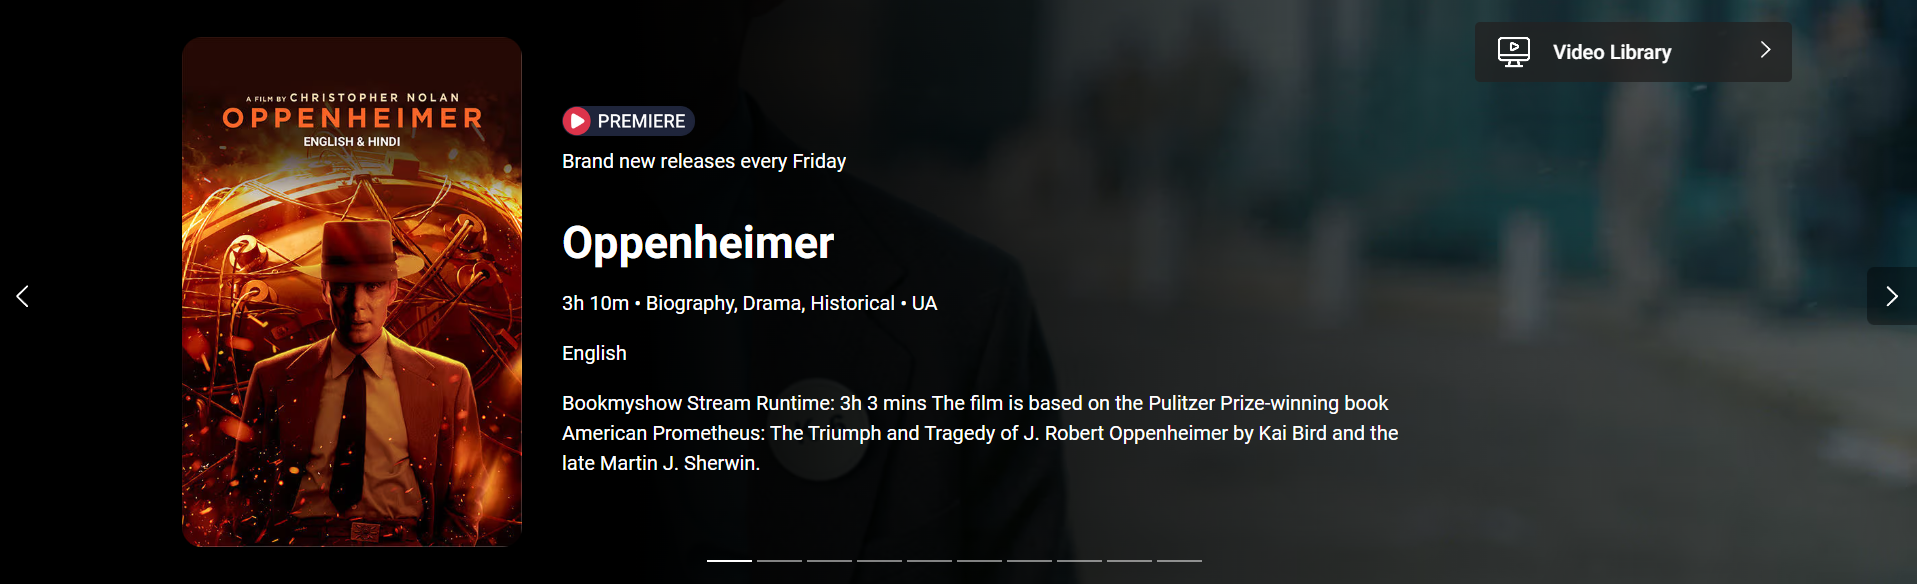 A FILM BY CHRISTOPHER NOLAN
OPPENHEIMER
ENGLISH & HINDI
Video Library
PREMIERE
Brand new releases every Friday
Oppenheimer
3h 10m • Biography, Drama, Historical • UA
English
Bookmyshow Stream Runtime: 3h 3 mins The film is based on the Pulitzer Prize-winning book
American Prometheus: The Triumph and Tragedy of J. Robert Oppenheimer by Kai Bird and the
late Martin J. Sherwin.